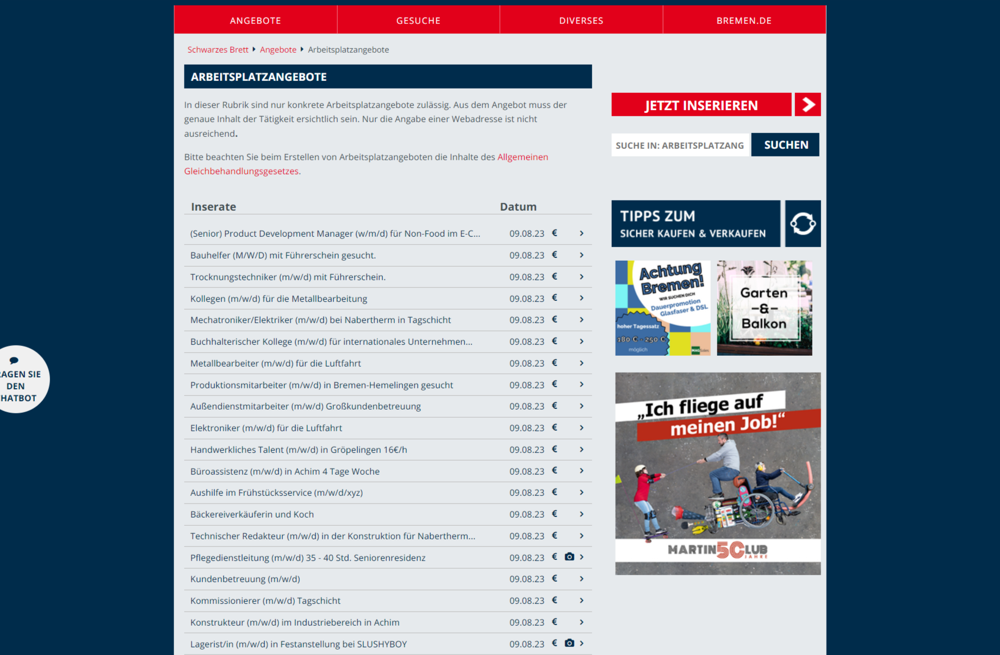 ANGEBOTE
GESUCHE
DIVERSES
BREMEN.DE
Schwarzes Brett
Angebote
Arbeitsplatzangebote
ARBEITSPLATZANGEBOTE
In dieser Rubrik sind nur konkrete Arbeitsplatzangebote zulässig. Aus dem Angebot muss der
genaue Inhalt der Tätigkeit ersichtlich sein. Nur die Angabe einer Webadresse ist nicht
ausreichend.
Bitte beachten Sie beim Erstellen von Arbeitsplatzangeboten die Inhalte des Allgemeinen
Gleichbehandlungsgesetzes.
Inserate Datum
(Senior) Product Development Manager (w/m/d) für Non-Food im E-C... 09.08.23 €
Bauhelfer (M/W/D) mit Führerschein gesucht. 09.08.23 €
Trocknungstechniker (m/w/d) mit Führerschein. 09.08.23 €
Kollegen (m/w/d) für die Metallbearbeitung 09.08.23 €
Mechatroniker/Elektriker (m/w/d) bei Nabertherm in Tagschicht 09.08.23 €
Buchhalterischer Kollege (m/w/d) für internationales Unternehmen... 09.08.23 €
Metallbearbeiter (m/w/d) für die Luftfahrt 09.08.23 €
Produktionsmitarbeiter (m/w/d) in Bremen-Hemelingen gesucht 09.08.23 €
Außendienstmitarbeiter (m/w/d) Großkundenbetreuung 09.08.23 €
Elektroniker (m/w/d) für die Luftfahrt 09.08.23 €
Handwerkliches Talent (m/w/d) in Gröpelingen 16€/h 09.08.23 €
Büroassistenz (m/w/d) in Achim 4 Tage Woche 09.08.23 €
Aushilfe im Frühstücksservice (m/w/d/xyz) 09.08.23 €
Bäckereiverkäuferin und Koch 09.08.23 €
Technischer Redakteur (m/w/d) in der Konstruktion für Nabertherm... 09.08.23 €
Pflegedienstleitung (m/w/d) 35 - 40 Std. Seniorenresidenz 09.08.23 €
Kundenbetreuung (m/w/d) 09.08.23 €
Kommissionierer (m/w/d) Tagschicht 09.08.23 €
Konstrukteur (m/w/d) im Industriebereich in Achim 09.08.23 €
Lagerist/in (m/w/d) in Festanstellung bei SLUSHYBOY 09.08.23 €
JETZT INSERIEREN
SUCHE IN: ARBEITSPLATZANG
SUCHEN
TIPPS ZUM
SICHER KAUFEN & VERKAUFEN
Achtung
Bremen!
WIR SUCHEN DICH
Dauerpromotion
Glasfaser & DSL
hoher Tagessatz
180 € - 250 €
möglich
Garten
–&–
Balkon
„Ich fliege auf
meinen Job!“
MARTINSCLUB
50
JAHRE
RAGEN SIE
DEN
HATBOT